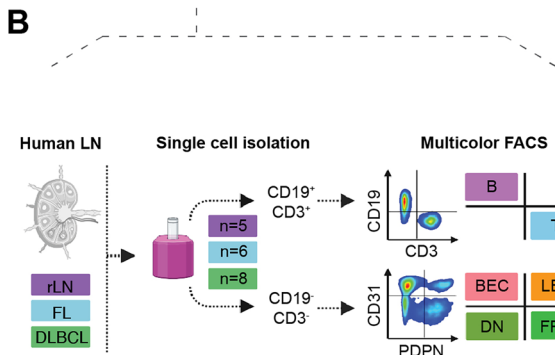 B
Human LN
Single cell isolation
Multicolor FACS
rLN
FL
DLBCL
n=5
n=6
n=8
CD19+
CD3+
CD19-
CD3-
CD19
CD3
B
CD31
PDPN
BEC
DN